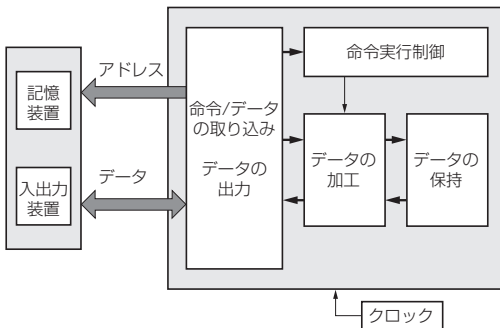 記憶
装置
入出力
装置
アドレス
データ
命令/データ
の取り込み
データの
出力
命令実行制御
データの
加工
データの
保持
クロック